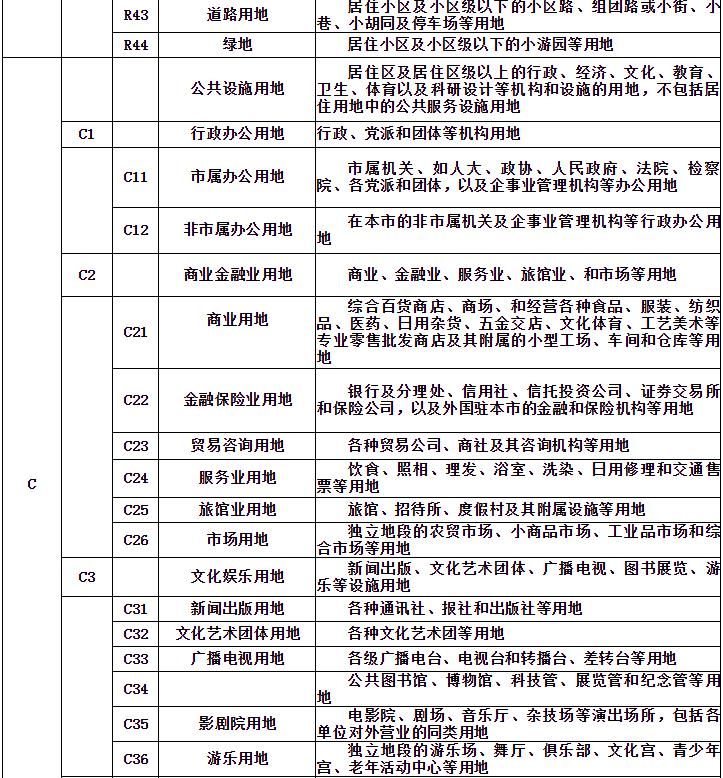 R43 道路用地 居住小区及小区级以下的小区路、组团路或小街、小
巷、小胡同及停车场等用地
R44 绿地 居住小区及小区级以下的小游园等用地
C
公共设施用地 居住区及居住区级以上的行政、经济、文化、教育、
卫生、体育以及科研设计等机构和设施的用地，不包括居
住用地中的公共服务设施用地
C1 行政办公用地 行政、党派和团体等机构用地
C11 市属办公用地 市属机关、如人大、政协、人民政府、法院、检察
院、各党派和团体，以及企事业管理机构等办公用地
C12 非市属办公用地 在本市的非市属机关及企事业管理机构等行政办公用
地
C2 商业金融业用地 商业、金融业、服务业、旅馆业、和市场等用地
C21 商业用地 综合百货商店、商场、和经营各种食品、服装、纺织
品、医药、日用杂货、五金交店、文化体育、工艺美术等
专业零售批发商店及其附属的小型工场、车间和仓库等用
地
C22 金融保险业用地 银行及分理处、信用社、信托投资公司、证券交易所
和保险公司，以及外国驻本市的金融和保险机构等用地
C23 贸易咨询用地 各种贸易公司、商社及其咨询机构等用地
C24 服务业用地 饮食、照相、理发、浴室、洗染、日用修理和交通售
票等用地
C25 旅馆业用地 旅馆、招待所、度假村及其附属设施等用地
C26 市场用地 独立地段的农贸市场、小商品市场、工业品市场和综
合市场等用地
C3 文化娱乐用地 新闻出版、文化艺术团体、广播电视、图书展览、游
乐等设施用地
C31 新闻出版用地 各种通讯社、报社和出版社等用地
C32 文化艺术团体用地 各种文化艺术团等用地
C33 广播电视用地 各级广播电台、电视台和转播台、差转台等用地
C34 公共图书馆、博物馆、科技管、展览管和纪念管等用
地
C35 影剧院用地 电影院、剧场、音乐厅、杂技场等演出场所，包括各
单位对外营业的同类用地
C36 游乐用地 独立地段的游乐场、舞厅、俱乐部、文化宫、青少年
宫、老年活动中心等用地